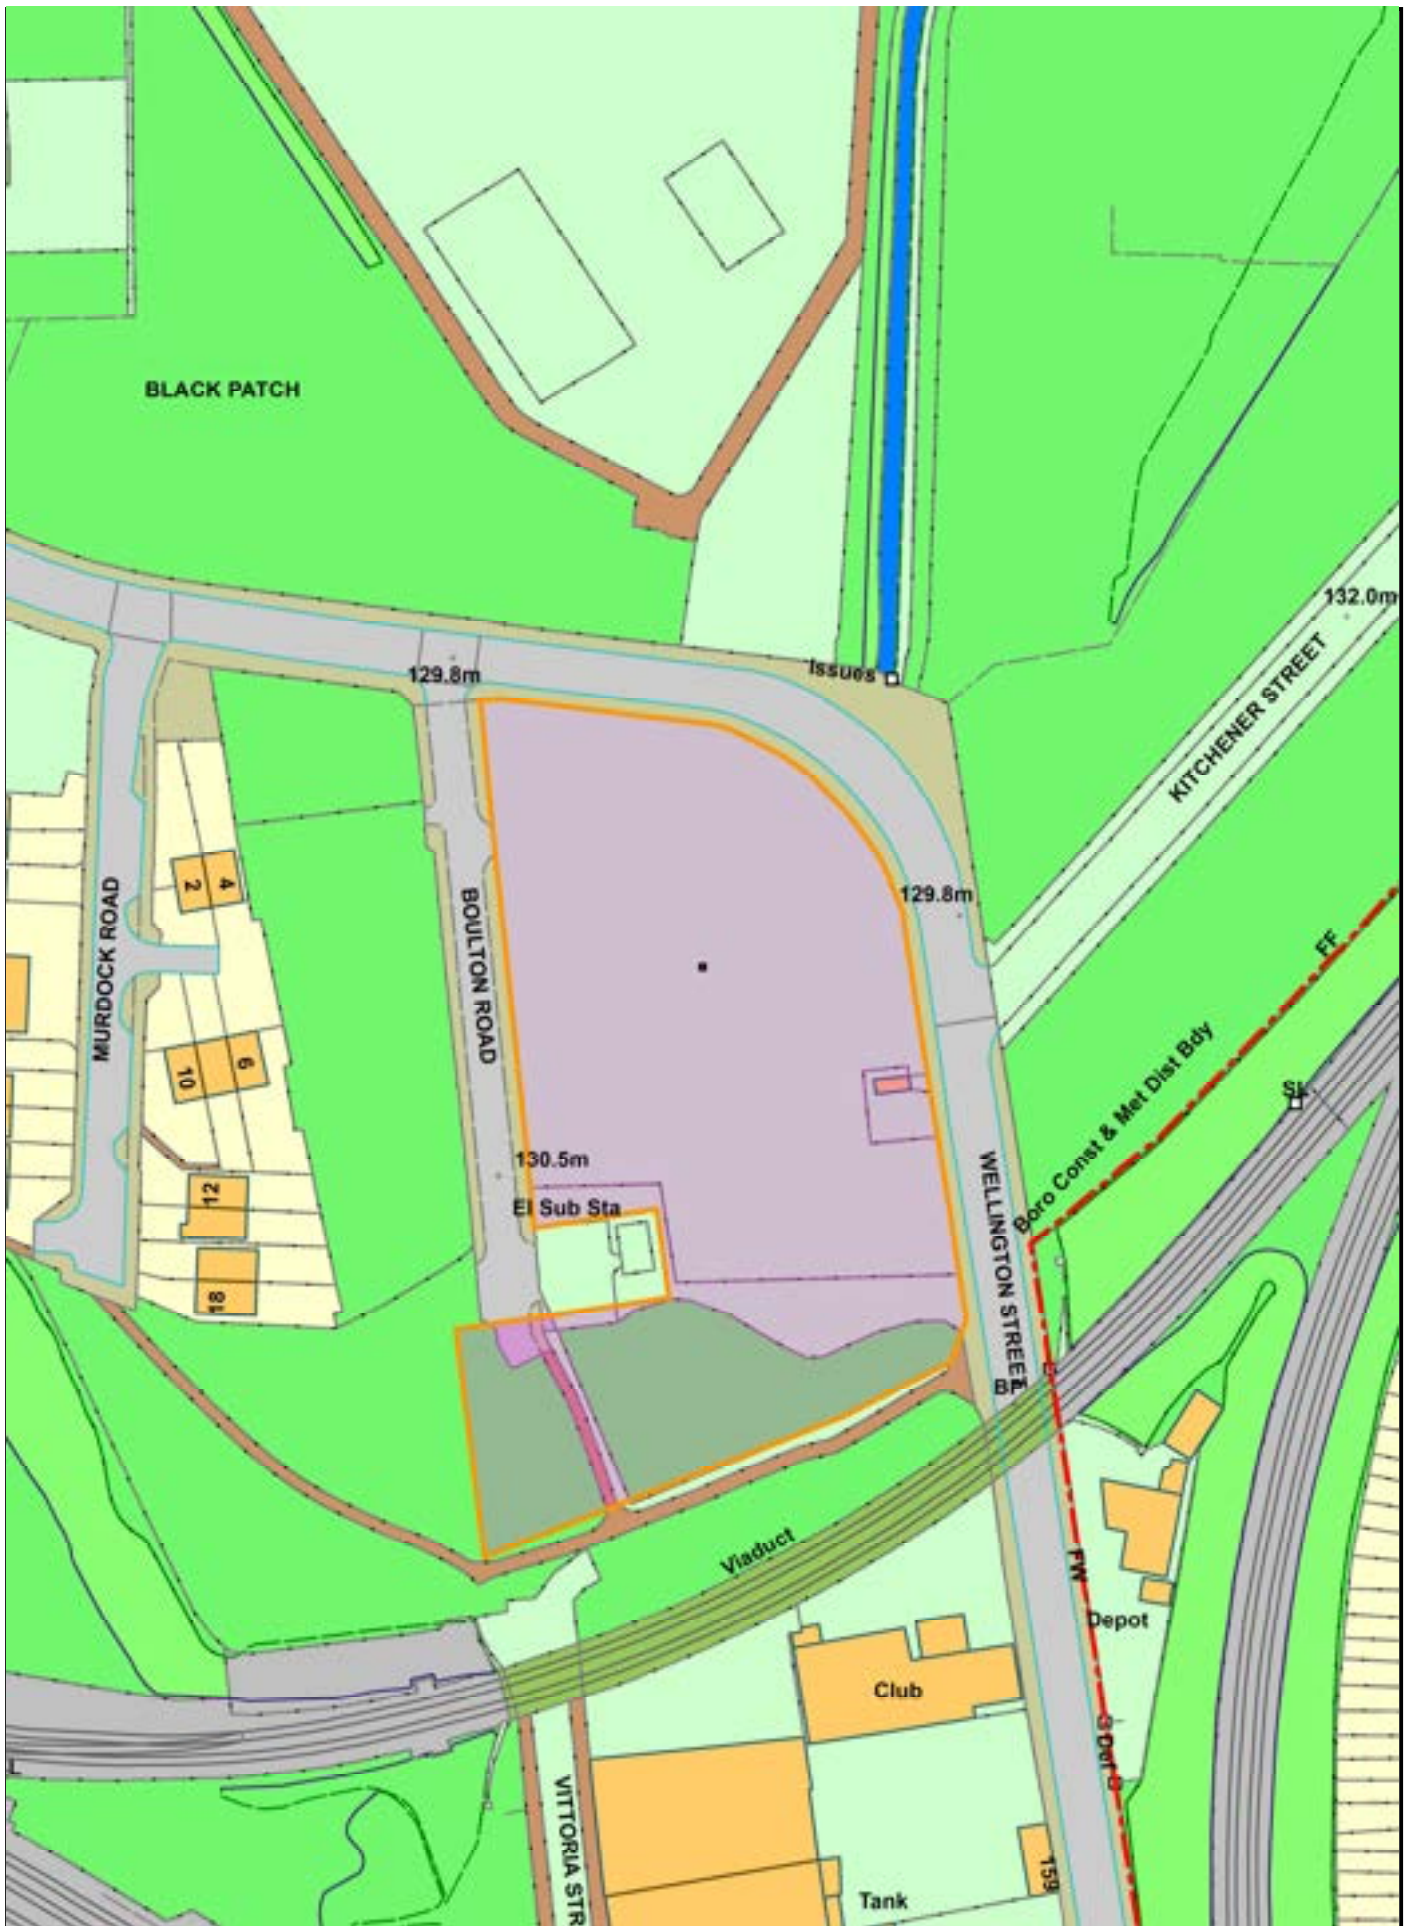 BLACK PATCH
132.0m
Issues
129.8m
KITCHENER STREET
129.8m
4
2
MURDOCK ROAD
BOULTON ROAD
FF
6
10
SL
Boro Const & Met Dist Bdy
130.5m
12
El Sub Sta
WELLINGTON STREET
18
Viaduct
FW
Depot
Club
Def
VITTORIA STR
159
Tank